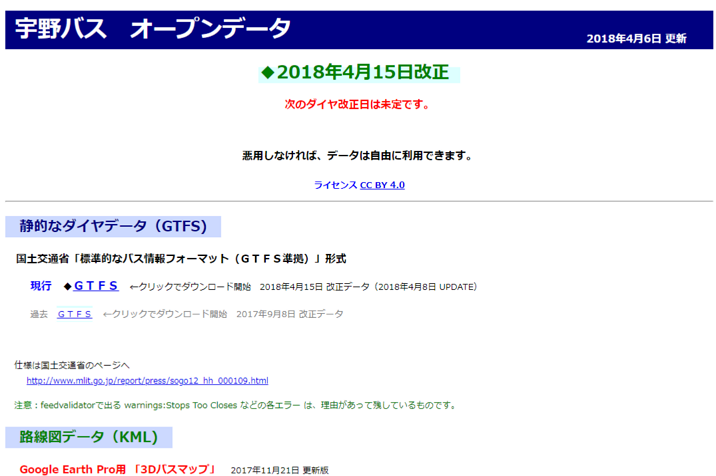 宇野バス　オープンデータ
2018年4月6日 更新
◆2018年4月15日改正
次のダイヤ改正日は未定です。
悪用しなければ、データは自由に利用できます。
ライセンス CC BY 4.0
静的なダイヤデータ（GTFS)
国土交通省「標準的なバス情報フォーマット（ＧＴＦＳ準拠）」形式
現行　◆ＧＴＦＳ　←クリックでダウンロード開始　2018年4月15日 改正データ（2018年4月8日 UPDATE）
過去　ＧＴＦＳ　←クリックでダウンロード開始　2017年9月8日 改正データ
仕様は国土交通省のページへ
http://www.mlit.go.jp/report/press/sogo12_hh_000109.html
注意：feedvalidatorで出る warnings:Stops Too Closes などの各エラー は、理由があって残しているものです。
路線図データ（KML)
Google Earth Pro用 「3Dバスマップ」　2017年11月21日 更新版